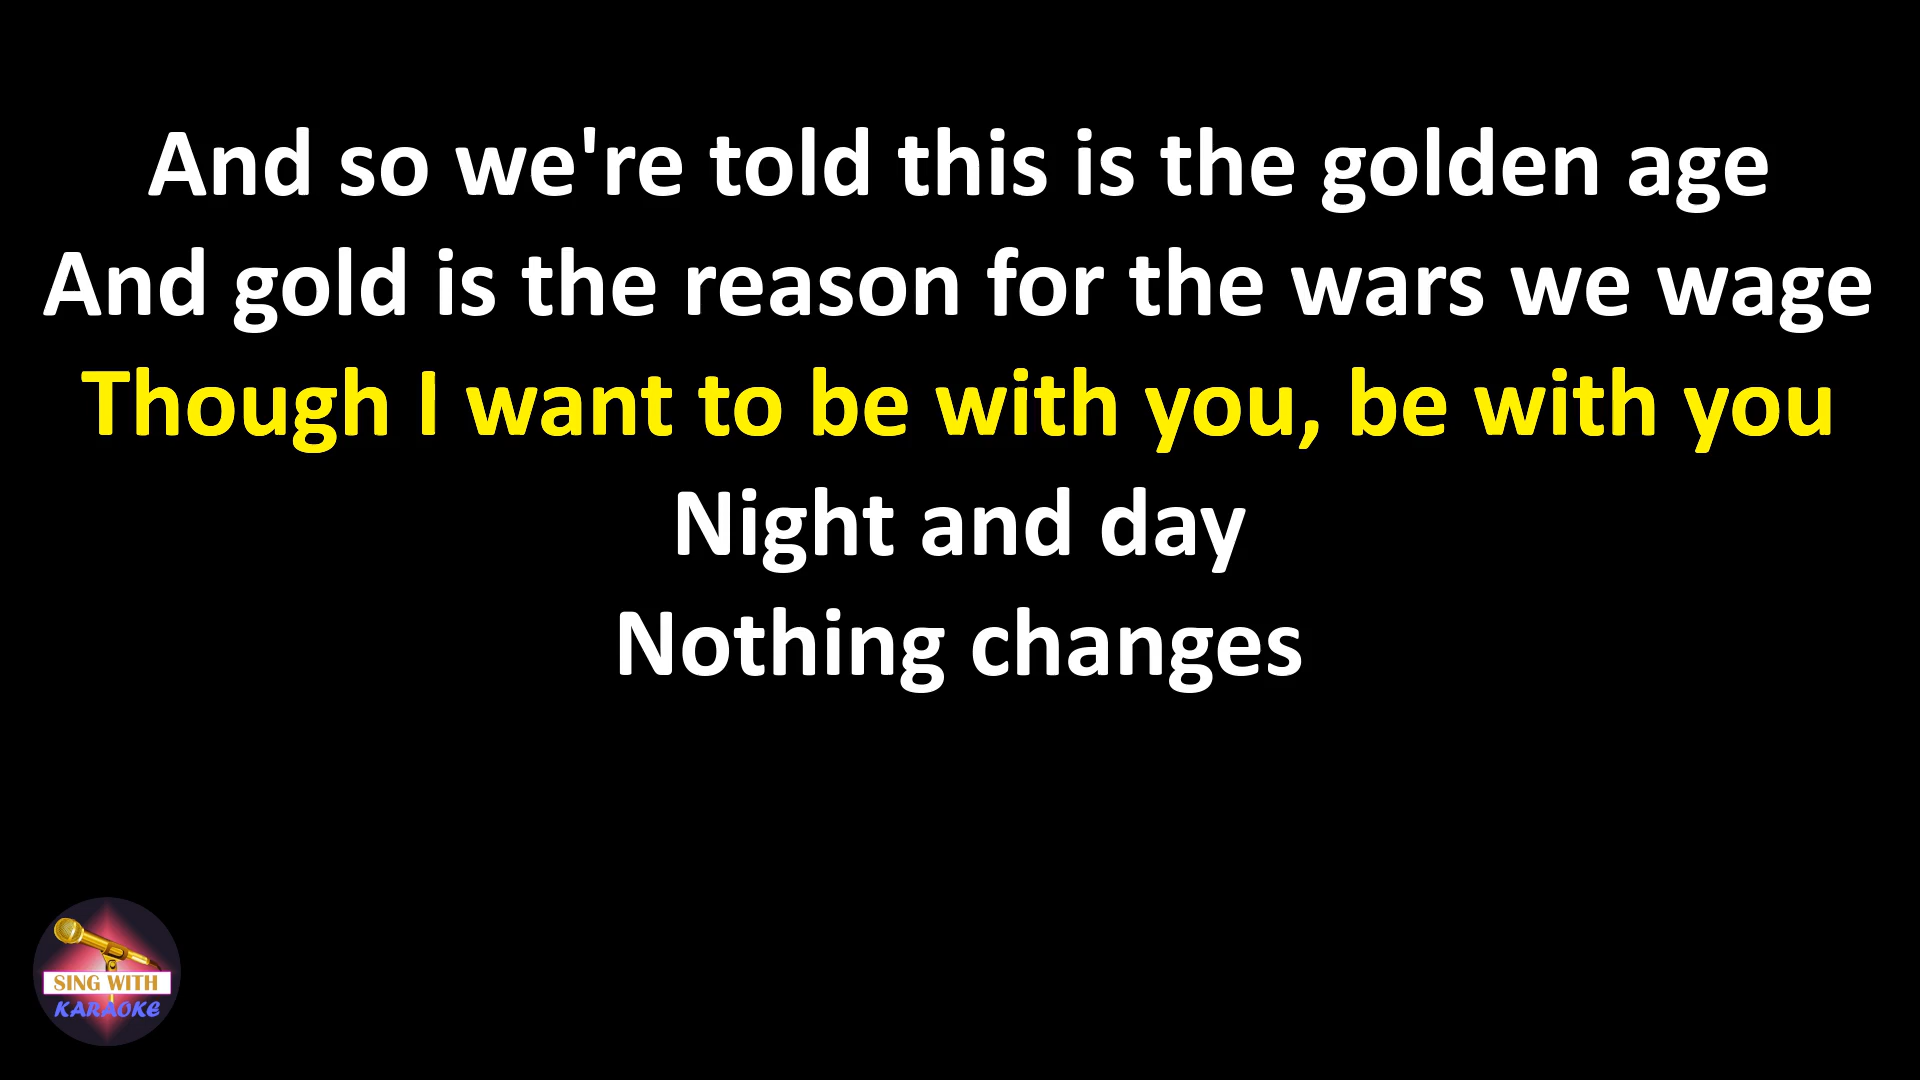 And so we're told this is the golden age
And gold is the reason for the wars we wage
Though I want to be with you, be with you
Night and day
Nothing changes
SING WITH
KARAOKE